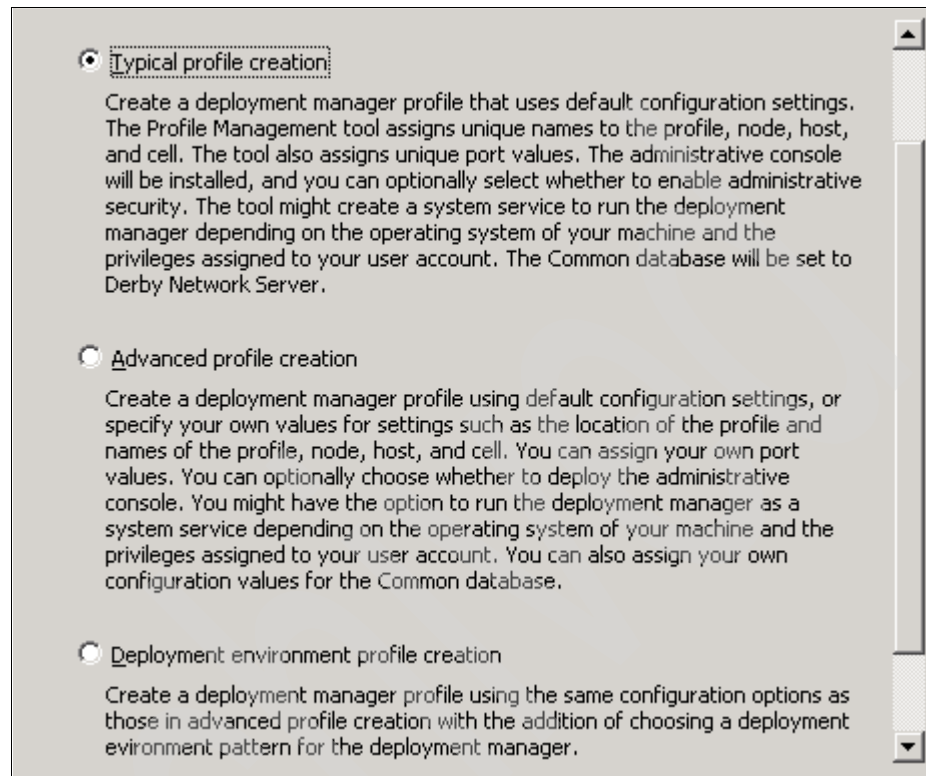 Typical profile creation
Create a deployment manager profile that uses default configuration settings.
The Profile Management tool assigns unique names to the profile, node, host,
and cell. The tool also assigns unique port values. The administrative console
will be installed, and you can optionally select whether to enable administrative
security. The tool might create a system service to run the deployment
manager depending on the operating system of your machine and the
privileges assigned to your user account. The Common database will be set to
Derby Network Server.
Advanced profile creation
Create a deployment manager profile using default configuration settings, or
specify your own values for settings such as the location of the profile and
names of the profile, node, host, and cell. You can assign your own port
values. You can optionally choose whether to deploy the administrative
console. You might have the option to run the deployment manager as a
system service depending on the operating system of your machine and the
privileges assigned to your user account. You can also assign your own
configuration values for the Common database.
Deployment environment profile creation
Create a deployment manager profile using the same configuration options as
those in advanced profile creation with the addition of choosing a deployment
evironment pattern for the deployment manager.